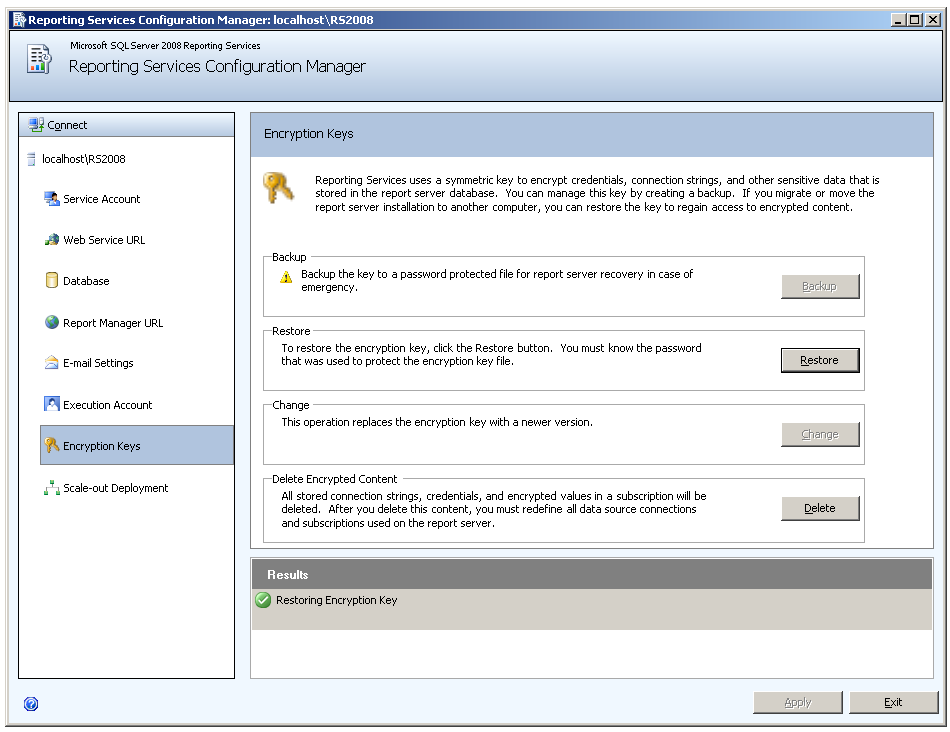 Reporting Services Configuration Manager: localhost\RS2008
Microsoft SQL Server 2008 Reporting Services
Reporting Services Configuration Manager
Connect
localhost\RS2008
Service Account
Web Service URL
Database
Report Manager URL
E-mail Settings
Execution Account
Encryption Keys
Scale-out Deployment
Encryption Keys
Reporting Services uses a symmetric key to encrypt credentials, connection strings, and other sensitive data that is
stored in the report server database.  You can manage this key by creating a backup.  If you migrate or move the
report server installation to another computer, you can restore the key to regain access to encrypted content.
Backup
Backup the key to a password protected file for report server recovery in case of
emergency.
Backup
Restore
To restore the encryption key, click the Restore button.  You must know the password
that was used to protect the encryption key file.
Restore
Change
This operation replaces the encryption key with a newer version.
Change
Delete Encrypted Content
All stored connection strings, credentials, and encrypted values in a subscription will be
deleted.  After you delete this content, you must redefine all data source connections
and subscriptions used on the report server.
Delete
Results
Restoring Encryption Key
Apply
Exit